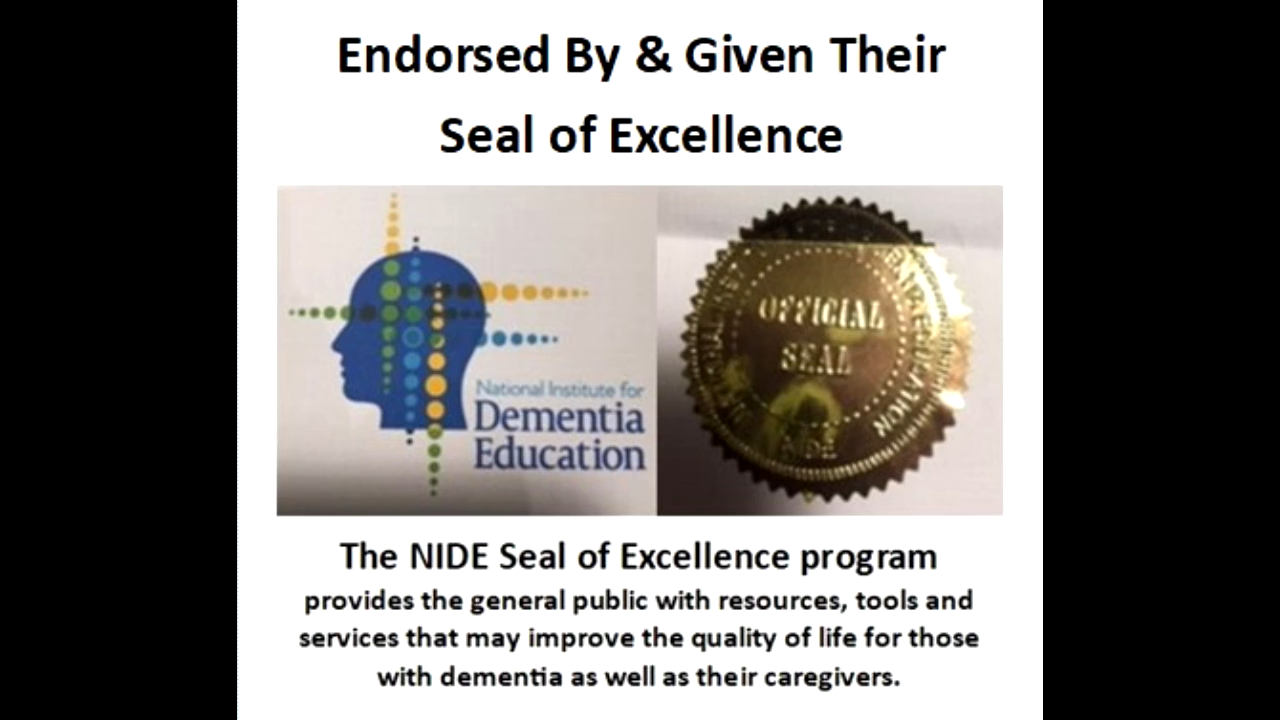 Endorsed By & Given Their
Seal of Excellence
National Institute for
Dementia
Education
OFFICIAL
SEAL
The NIDE Seal of Excellence program
provides the general public with resources, tools and
services that may improve the quality of life for those
with dementia as well as their caregivers.